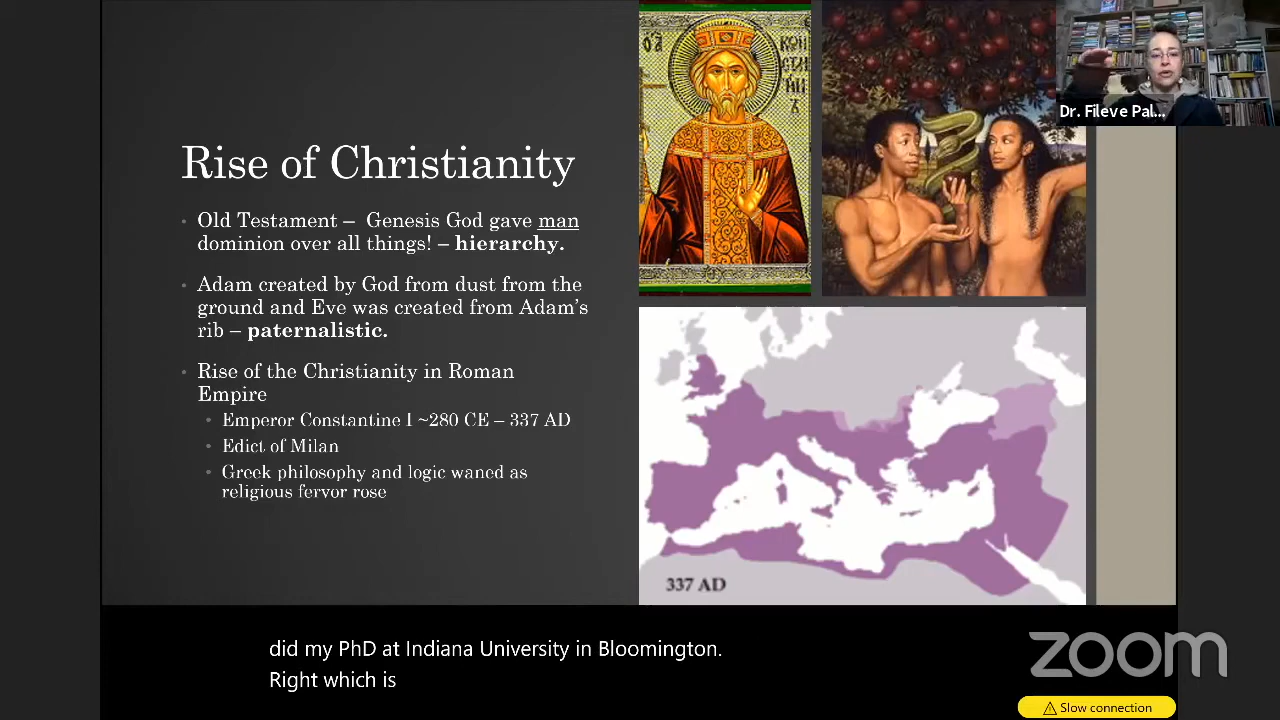 Rise of Christianity
• Old Testament – Genesis God gave man
dominion over all things! – hierarchy.
• Adam created by God from dust from the
ground and Eve was created from Adam's
rib – paternalistic.
• Rise of the Christianity in Roman
Empire
• Emperor Constantine I ~280 CE – 337 AD
• Edict of Milan
• Greek philosophy and logic waned as
religious fervor rose
337 AD
Dr. Fileve Pal...
did my PhD at Indiana University in Bloomington.
Right which is
zoom
Slow connection